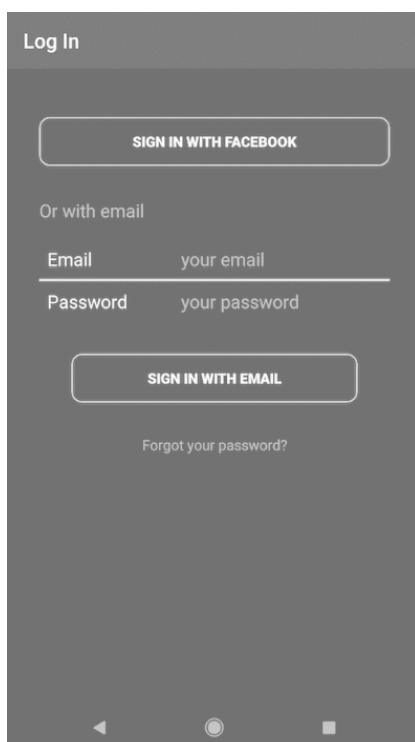 Log In
SIGN IN WITH FACEBOOK
Or with email
Email your email
Password your password
SIGN IN WITH EMAIL
Forgot your password?